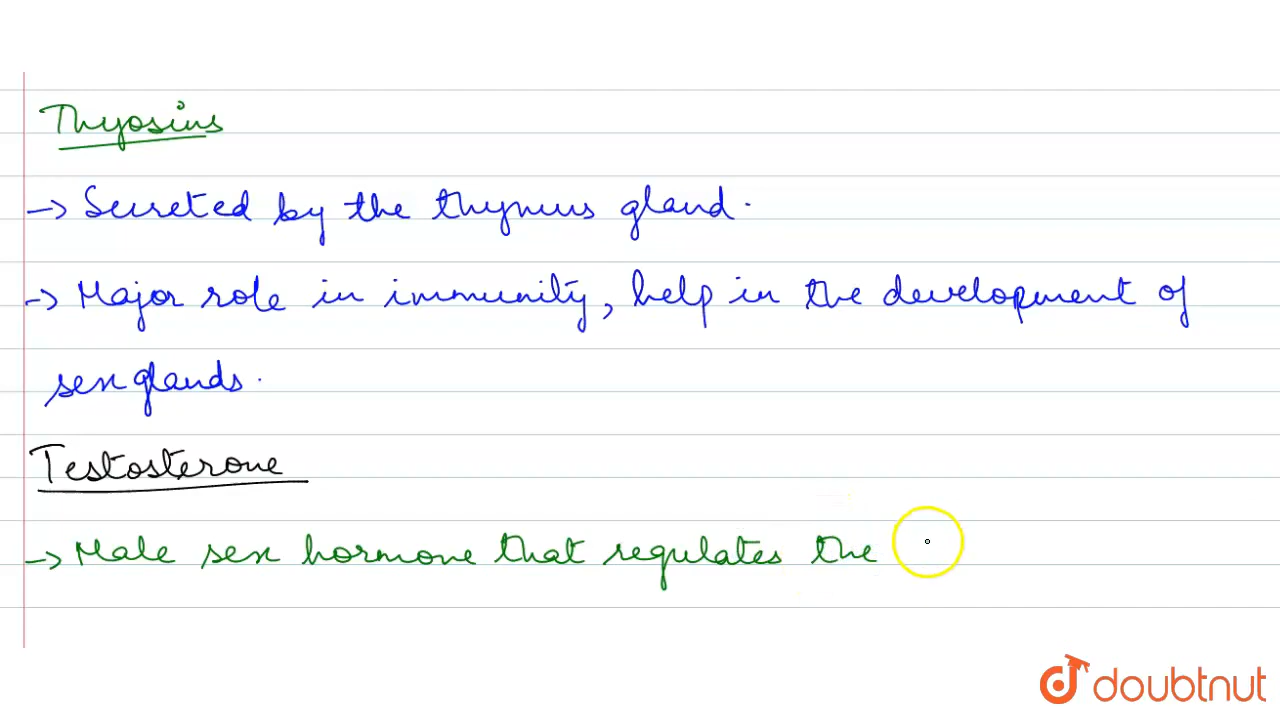 Thyosins
→ Secreted by the thymus gland.
→ Major role in immunity, help in the development of
sex glands.
Testosterone
→ Male sex hormone that regulates the
doubtnut